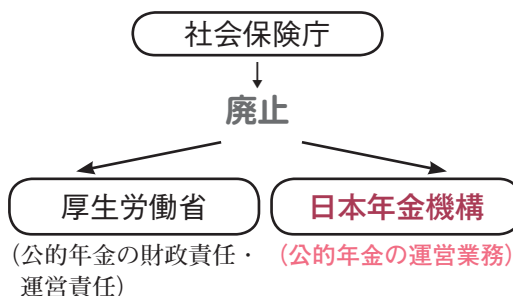 社会保険庁
廃止
厚生労働省
日本年金機構
(公的年金の財政責任・
運営責任)
(公的年金の運営業務)